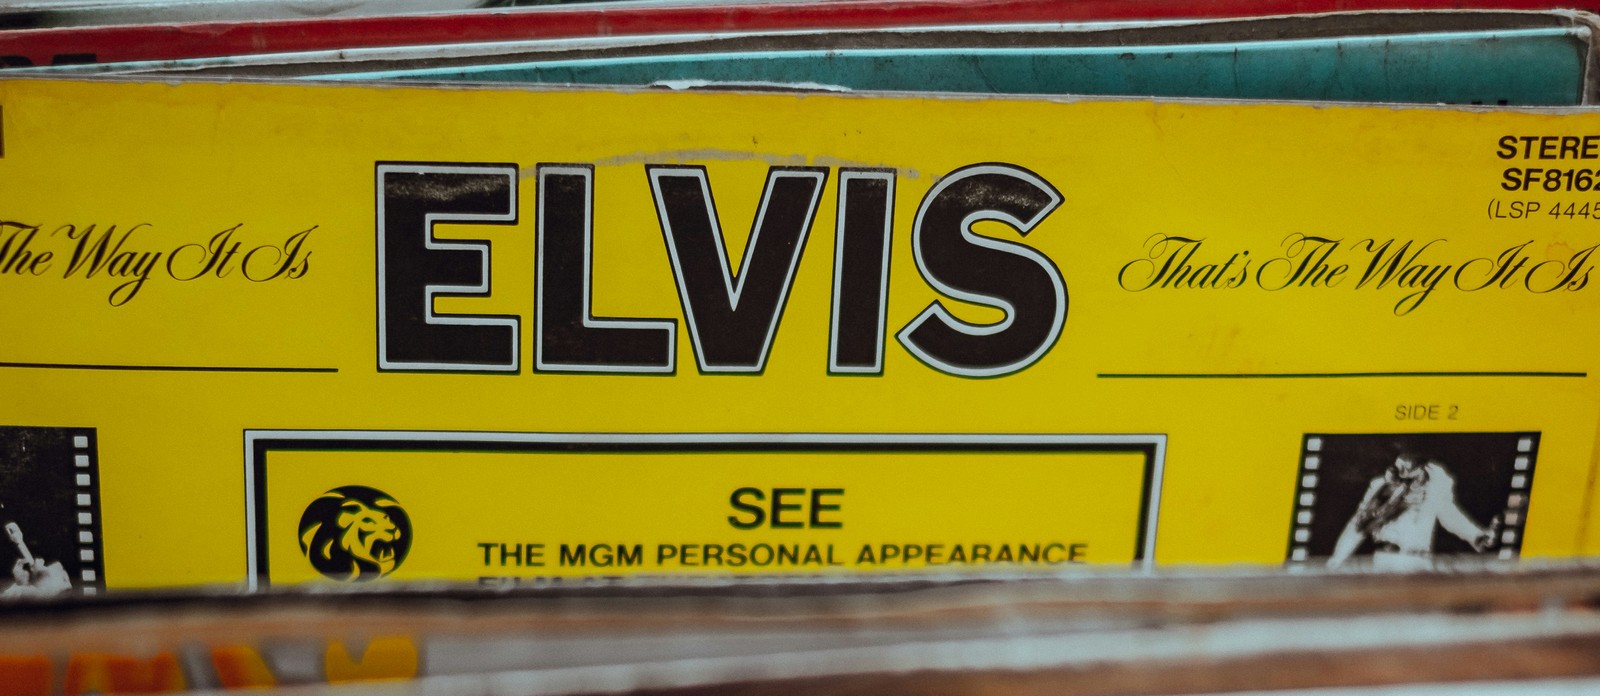 ELVIS
STERE
SF8162
(LSP 4445
The Way It Is
That's The Way It Is
SIDE 2
SEE
THE MGM PERSONAL APPEARANCE